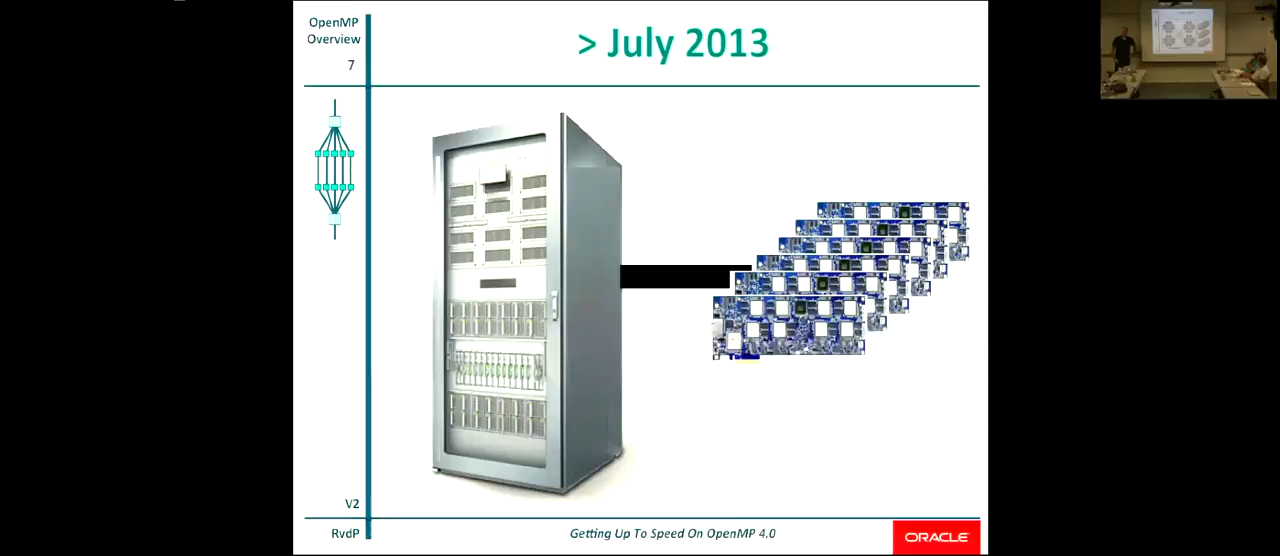 OpenMP
Overview
7
> July 2013
V2
RvdP
Getting Up To Speed On OpenMP 4.0
ORACLE